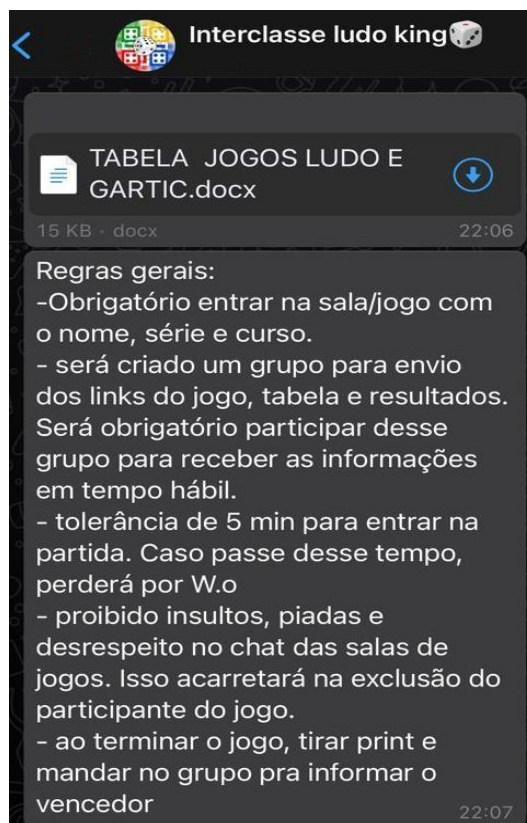 Interclasse ludo king🎲
TABELA JOGOS LUDO E
GARTIC.docx
15 KB · docx 22:06
Regras gerais:
-Obrigatório entrar na sala/jogo com
o nome, série e curso.
- será criado um grupo para envio
dos links do jogo, tabela e resultados.
Será obrigatório participar desse
grupo para receber as informações
em tempo hábil.
- tolerância de 5 min para entrar na
partida. Caso passe desse tempo,
perderá por W.o
- proibido insultos, piadas e
desrespeito no chat das salas de
jogos. Isso acarretará na exclusão do
participante do jogo.
- ao terminar o jogo, tirar print e
mandar no grupo pra informar o
vencedor 22:07